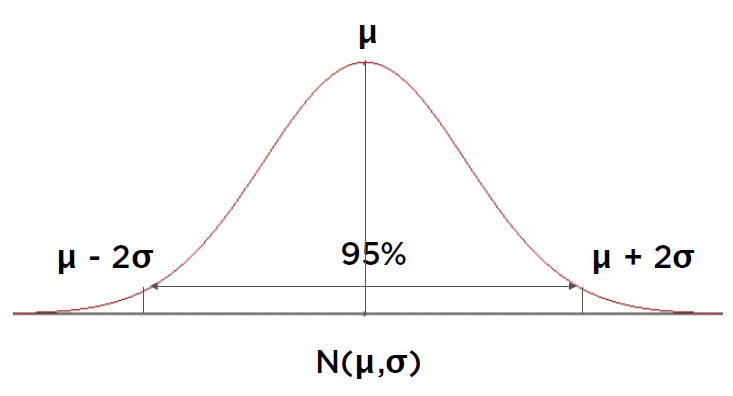 μ
μ - 2σ
95%
μ + 2σ
N(μ,σ)